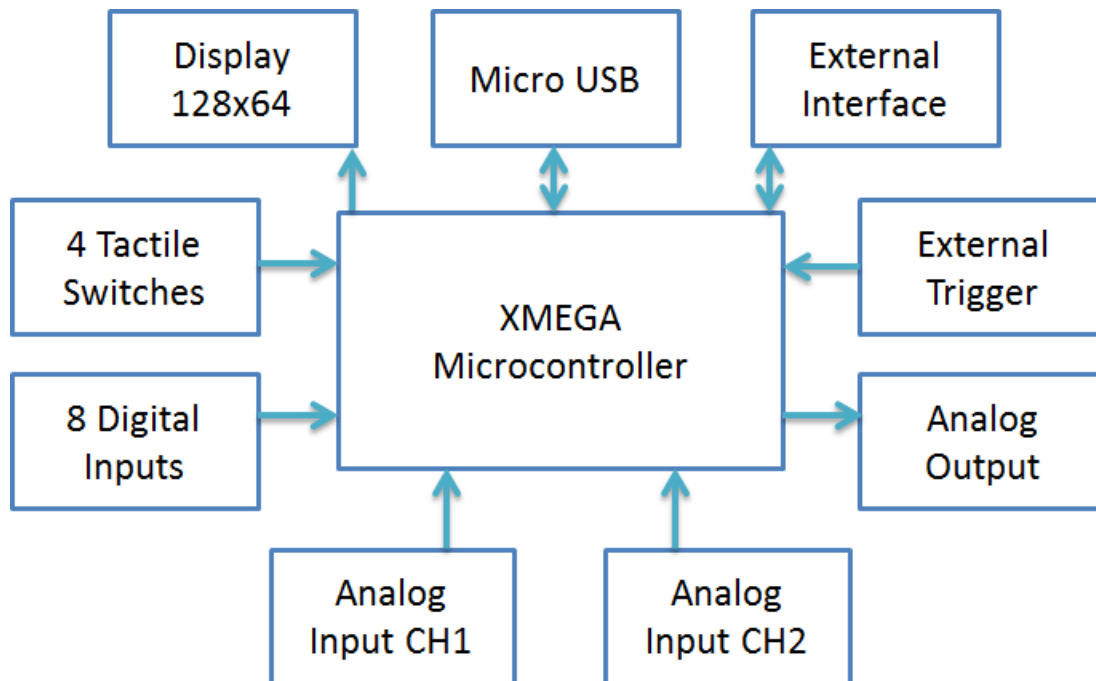 Display
128x64
Micro USB
External
Interface
4 Tactile
Switches
XMEGA
Microcontroller
External
Trigger
8 Digital
Inputs
Analog
Output
Analog
Input CH1
Analog
Input CH2